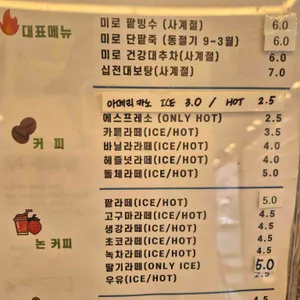 대표메뉴
미로 팥빙수 (사계절) 6.0
미로 단팥죽 (동절기 9-3월) 6.0
미로 건강대추차(사계절) 6.0
십전대보탕(사계절) 7.0
아메리카노 ICE 3.0 / HOT 2.5
커 피
에스프레소 (ONLY HOT) 2.5
카페라떼(ICE/HOT) 3.5
바닐라라떼(ICE/HOT) 4.0
헤즐넛라떼(ICE/HOT) 4.0
돌체라떼(ICE/HOT) 5.0
논 커피
팥라떼(ICE/HOT) 5.0
고구마라떼(ICE/HOT) 4.5
생강라떼(ICE/HOT) 4.5
초코라떼(ICE/HOT) 4.5
녹차라떼(ICE/HOT) 4.5
딸기라떼(ONLY ICE) 5.0
우유(ICE/HOT)